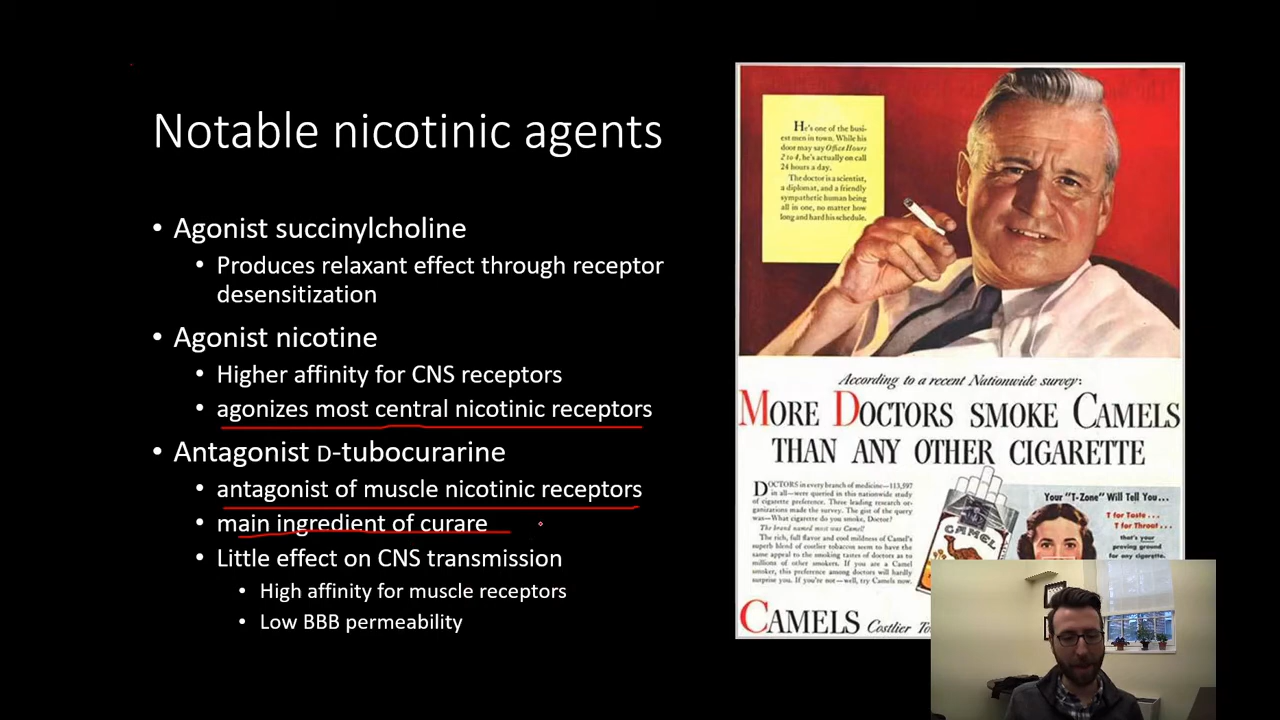 Notable nicotinic agents
• Agonist succinylcholine
• Produces relaxant effect through receptor
desensitization
• Agonist nicotine
• Higher affinity for CNS receptors
• agonizes most central nicotinic receptors
• Antagonist D-tubocurarine
• antagonist of muscle nicotinic receptors
• main ingredient of curare
• Little effect on CNS transmission
• High affinity for muscle receptors
• Low BBB permeability
He's one of the busi-
est men in town. While his
door may say Office Hours
2 to 4, he's actually on call
24 hours a day.
The doctor is a scientist,
a diplomat, and a friendly
sympathetic human being
all in one, no matter how
long and hard his schedule.
According to a recent Nationwide survey:
MORE DOCTORS SMOKE CAMELS
THAN ANY OTHER CIGARETTE
DOCTORS in every branch of medicine—113,597
in all—were queried in this nationwide study
of cigarette preference. Three leading research or-
ganizations made the survey. The gist of the query
was—What cigarette do you smoke, Doctor?
The brand named most was Camel!
The rich, full flavor and cool mildness of Camel's
superb blend of costlier tobaccos seem to have the
same appeal to the smoking tastes of doctors as to
millions of other smokers. If you are a Camel
smoker, this preference among doctors will hardly
surprise you. If you're not—well, try Camels now.
CAMEL
Your "T-Zone" Will Tell You...
T for Taste...
T for Throat...
that's your
proving ground
for any cigarette.
CAMELS Costlier